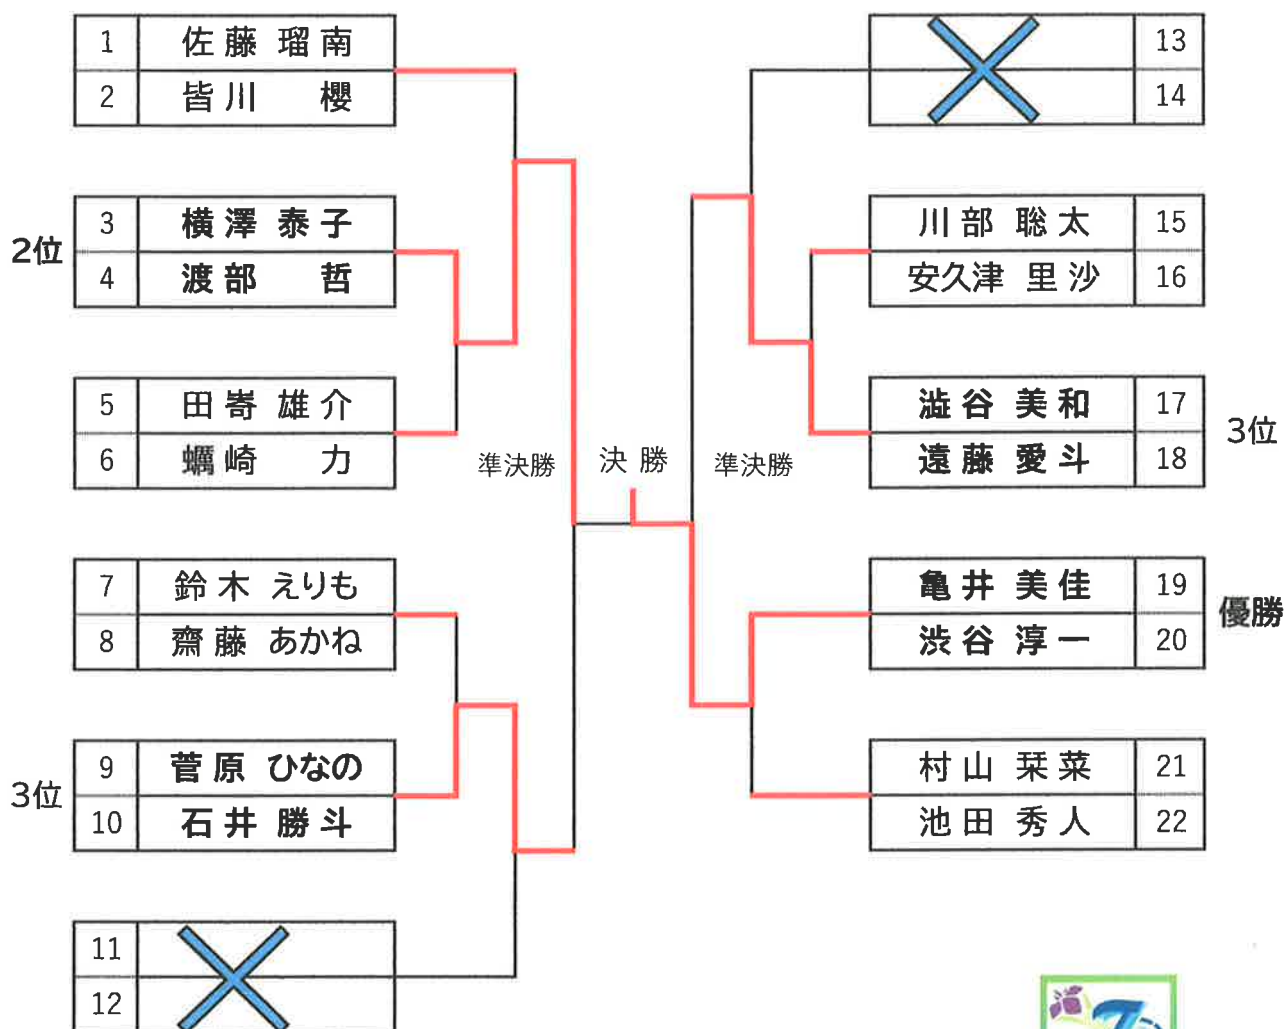 1 佐藤 瑠南
2 皆川 櫻
2位
3 横澤 泰子
4 渡部 哲
5 田嵜 雄介
6 蠣崎 力
7 鈴木 えりも
8 齋藤 あかね
3位
9 菅原 ひなの
10 石井 勝斗
11
12
準決勝 決勝 準決勝
13
14
川部 聡太 15
安久津 里沙 16
澁谷 美和 17
遠藤 愛斗 18
3位
亀井 美佳 19
渋谷 淳一 20
優勝
村山 栞菜 21
池田 秀人 22